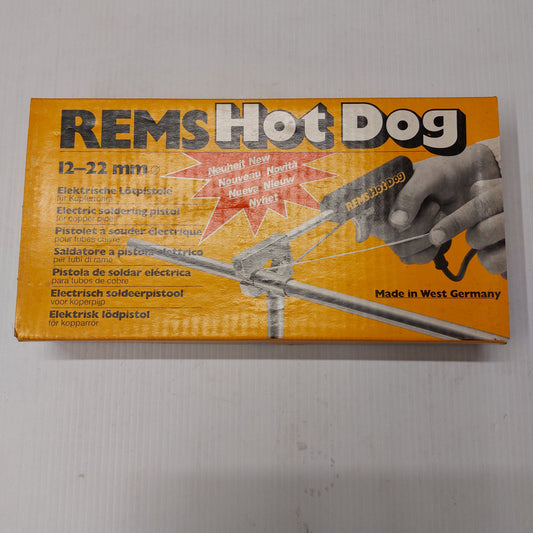 REMS Hot Dog
12–22 mm ⌀
Neuheit New
Nouveau Novità
Nueva Nieuw
Nyhet
REMS Hot Dog
Elektrische Lötpistole
für Kupferrohre
Electric soldering pistol
for copper pipes
Pistolet à souder électrique
pour tubes cuivre
Saldatore a pistola elettrico
per tubi di rame
Pistola de soldar eléctrica
para tubos de cobre
Electrisch soldeerpistool
voor koperpijp
Elektrisk lödpistol
för kopparrör
Made in West Germany